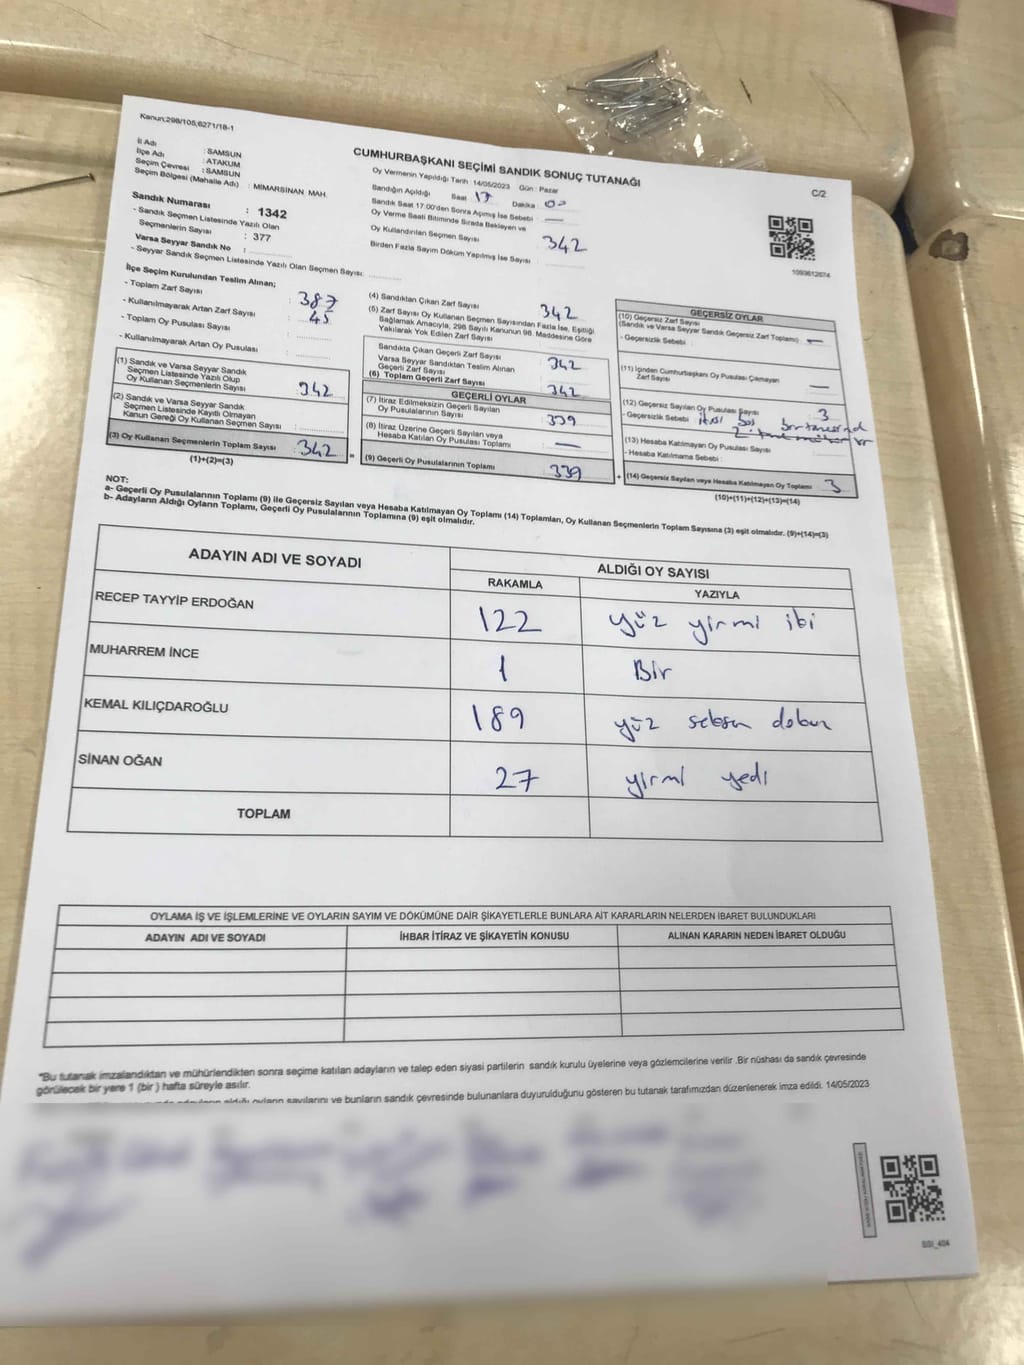 Kanun;298/105;6271/18-1
İl Adı : SAMSUN
İlçe Adı : ATAKUM
Seçim Çevresi : SAMSUN
Seçim Bölgesi (Mahalle Adı) : MIMARSİNAN MAH.
Sandık Numarası : 1342
- Sandık Seçmen Listesinde Yazılı Olan
Seçmenlerin Sayısı : 377
Varsa Seyyar Sandık No :
- Seyyar Sandık Seçmen Listesinde Yazılı Olan Seçmen Sayısı:
CUMHURBAŞKANI SEÇİMİ SANDIK SONUÇ TUTANAĞI
C/2
Oy Vermenin Yapıldığı Tarih 14/05/2023 Gün : Pazar
Sandığın Açıldığı Saat 17 Dakika 00
Sandık Saat 17:00'den Sonra Açımış İse Sebebi : —
Oy Verme Saati Bitiminde Sırada Bekleyen ve
Oy Kullandırılan Seçmen Sayısı : 342
Birden Fazla Sayım Döküm Yapılmış İse Sayısı :
1093612074
İlçe Seçim Kurulundan Teslim Alınan;
- Toplam Zarf Sayısı : 387
- Kullanılmayarak Artan Zarf Sayısı : 45
- Toplam Oy Pusulası Sayısı :
- Kullanılmayarak Artan Oy Pusulası :
(1) Sandık ve Varsa Seyyar Sandık
Seçmen Listesinde Yazılı Olup
Oy Kullanan Seçmenlerin Sayısı : 342
(2) Sandık ve Varsa Seyyar Sandık
Seçmen Listesinde Kayıtlı Olmayan
Kanun Gereği Oy Kullanan Seçmen Sayısı :
(3) Oy Kullanan Seçmenlerin Toplam Sayısı : 342
(1)+(2)=(3)
(4) Sandıktan Çıkan Zarf Sayısı : 342
(5) Zarf Sayısı Oy Kullanan Seçmen Sayısından Fazla İse, Eşitliği
Sağlamak Amacıyla, 298 Sayılı Kanunun 98. Maddesine Göre
Yakılarak Yok Edilen Zarf Sayısı :
Sandıkta Çıkan Geçerli Zarf Sayısı : 342
Varsa Seyyar Sandıktan Teslim Alınan
Geçerli Zarf Sayısı :
(6) Toplam Geçerli Zarf Sayısı : 342
GEÇERLİ OYLAR
(7) İtiraz Edilmeksizin Geçerli Sayılan
Oy Pusulalarının Sayısı : 339
(8) İtiraz Üzerine Geçerli Sayılan veya
Hesaba Katılan Oy Pusulası Toplamı : —
(9) Geçerli Oy Pusulalarının Toplamı : 339
GEÇERSİZ OYLAR
(10) Geçersiz Zarf Sayısı
(Sandık ve Varsa Seyyar Sandık Geçersiz Zarf Toplamı) : —
- Geçersizlik Sebebi :
(11) İçinden Cumhurbaşkanı Oy Pusulası Çıkmayan
Zarf Sayısı : —
(12) Geçersiz Sayılan Oy Pusulası Sayısı : 3
- Geçersizlik Sebebi : ikisi boş
(13) Hesaba Katılmayan Oy Pusulası Sayısı :
- Hesaba Katılmama Sebebi :
(14) Geçersiz Sayılan veya Hesaba Katılmayan Oy Toplamı : 3
(10)+(11)+(12)+(13)=(14)
NOT:
a- Geçerli Oy Pusulalarının Toplamı (9) ile Geçersiz Sayılan veya Hesaba Katılmayan Oy Toplamı (14) Toplamları, Oy Kullanan Seçmenlerin Toplam Sayısına (3) eşit olmalıdır. (9)+(14)=(3)
b- Adayların Aldığı Oyların Toplamı, Geçerli Oy Pusulalarının Toplamına (9) eşit olmalıdır.
ADAYIN ADI VE SOYADI
ALDIĞI OY SAYISI
RAKAMLA YAZIYLA
RECEP TAYYİP ERDOĞAN 122 yüz yirmi iki
MUHARREM İNCE 1 Bir
KEMAL KILIÇDAROĞLU 189 yüz seksen dokuz
SİNAN OĞAN 27 yirmi yedi
TOPLAM
OYLAMA İŞ VE İŞLEMLERİNE VE OYLARIN SAYIM VE DÖKÜMÜNE DAİR ŞİKAYETLERLE BUNLARA AİT KARARLARIN NELERDEN İBARET BULUNDUKLARI
ADAYIN ADI VE SOYADI İHBAR İTİRAZ VE ŞİKAYETİN KONUSU ALINAN KARARIN NEDEN İBARET OLDUĞU
"Bu tutanak imzalandıktan ve mühürlendikten sonra seçime katılan adayların ve talep eden siyasi partilerin sandık kurulu üyelerine veya gözlemcilerine verilir .Bir nüshası da sandık çevresinde
görülecek bir yere 1 (bir ) hafta süreyle asılır.
adayların aldığı oyların sayılarını ve bunların sandık çevresinde bulunanlara duyurulduğunu gösteren bu tutanak tarafımızdan düzenlenerek imza edildi. 14/05/2023
SSI_404